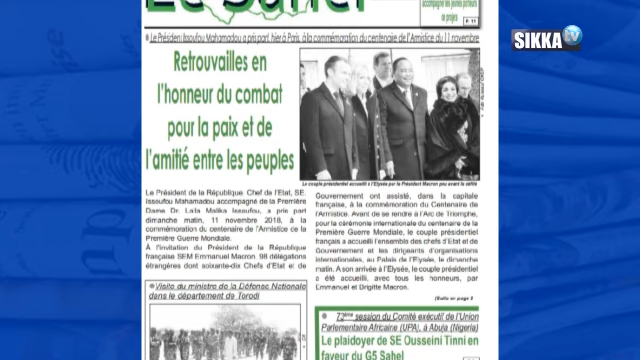 Le Sahel
accompagne les jeunes porteurs
de projets
P. 11
SIKKA TV
Le Président Issoufou Mahamadou a pris part, hier à Paris, à la commémoration du centenaire de l'Armistice du 11 novembre
Retrouvailles en
l'honneur du combat
pour la paix et de
l'amitié entre les peuples
Le couple présidentiel accueilli à l'Elysée par le Président Macron peu avant le défilé
Le Président de la République Chef de l'Etat, SE.
Issoufou Mahamadou accompagné de la Première
Dame Dr. Lalla Malika Issoufou, a pris part
dimanche matin, 11 novembre 2018, à la
commémoration du centenaire de l'Armistice de la
Première Guerre Mondiale.
A l'invitation du Président de la République
française SEM Emmanuel Macron, 98 délégations
étrangères dont soixante-dix Chefs d'Etat et de
Gouvernement ont assisté, dans la capitale
française, à la commémoration du Centenaire de
l'Armistice. Avant de se rendre à l'Arc de Triomphe,
pour la cérémonie internationale du centenaire de la
Première Guerre Mondiale, le couple présidentiel
français a accueilli l'ensemble des chefs d'Etat et de
Gouvernement et les dirigeants d'organisations
internationales, au Palais de l'Elysée, le dimanche
matin. A son arrivée à l'Elysée, le couple présidentiel
a été accueilli, avec tous les honneurs, par
Emmanuel et Brigitte Macron.
(Suite en page 5
Visite du ministre de la Défense Nationale
dans le département de Torodi
72ème session du Comité exécutif de l'Union
Parlementaire Africaine (UPA), à Abuja (Nigeria)
Le plaidoyer de SE Ousseini Tinni en
faveur du G5 Sahel